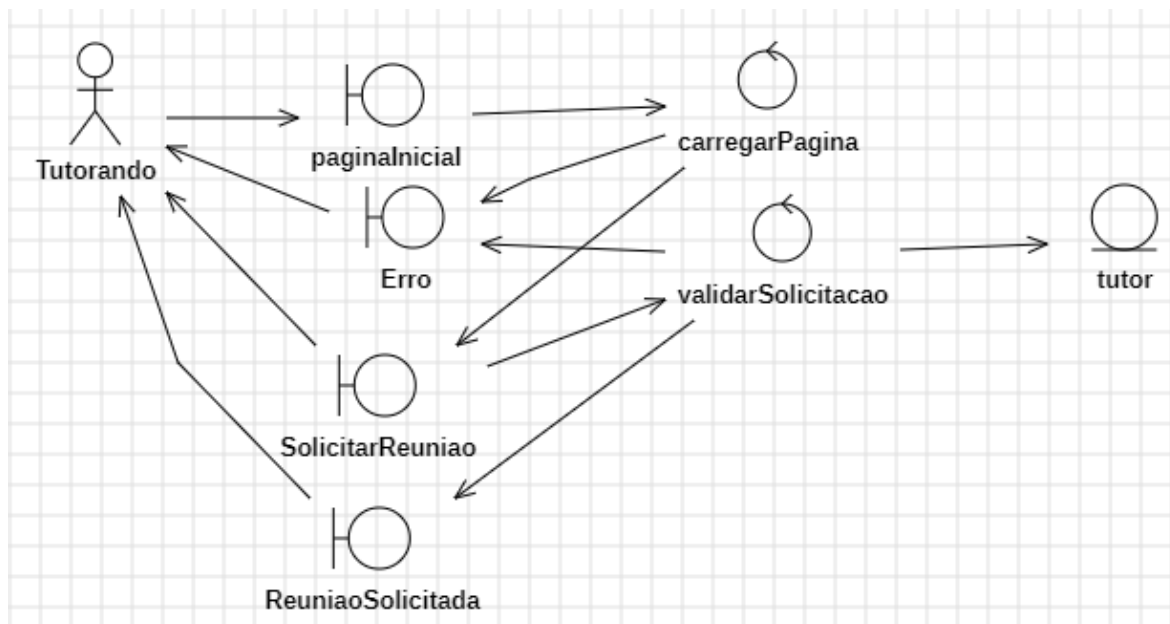 Tutorando
paginaInicial
carregarPagina
Erro
validarSolicitacao
tutor
SolicitarReuniao
ReuniaoSolicitada